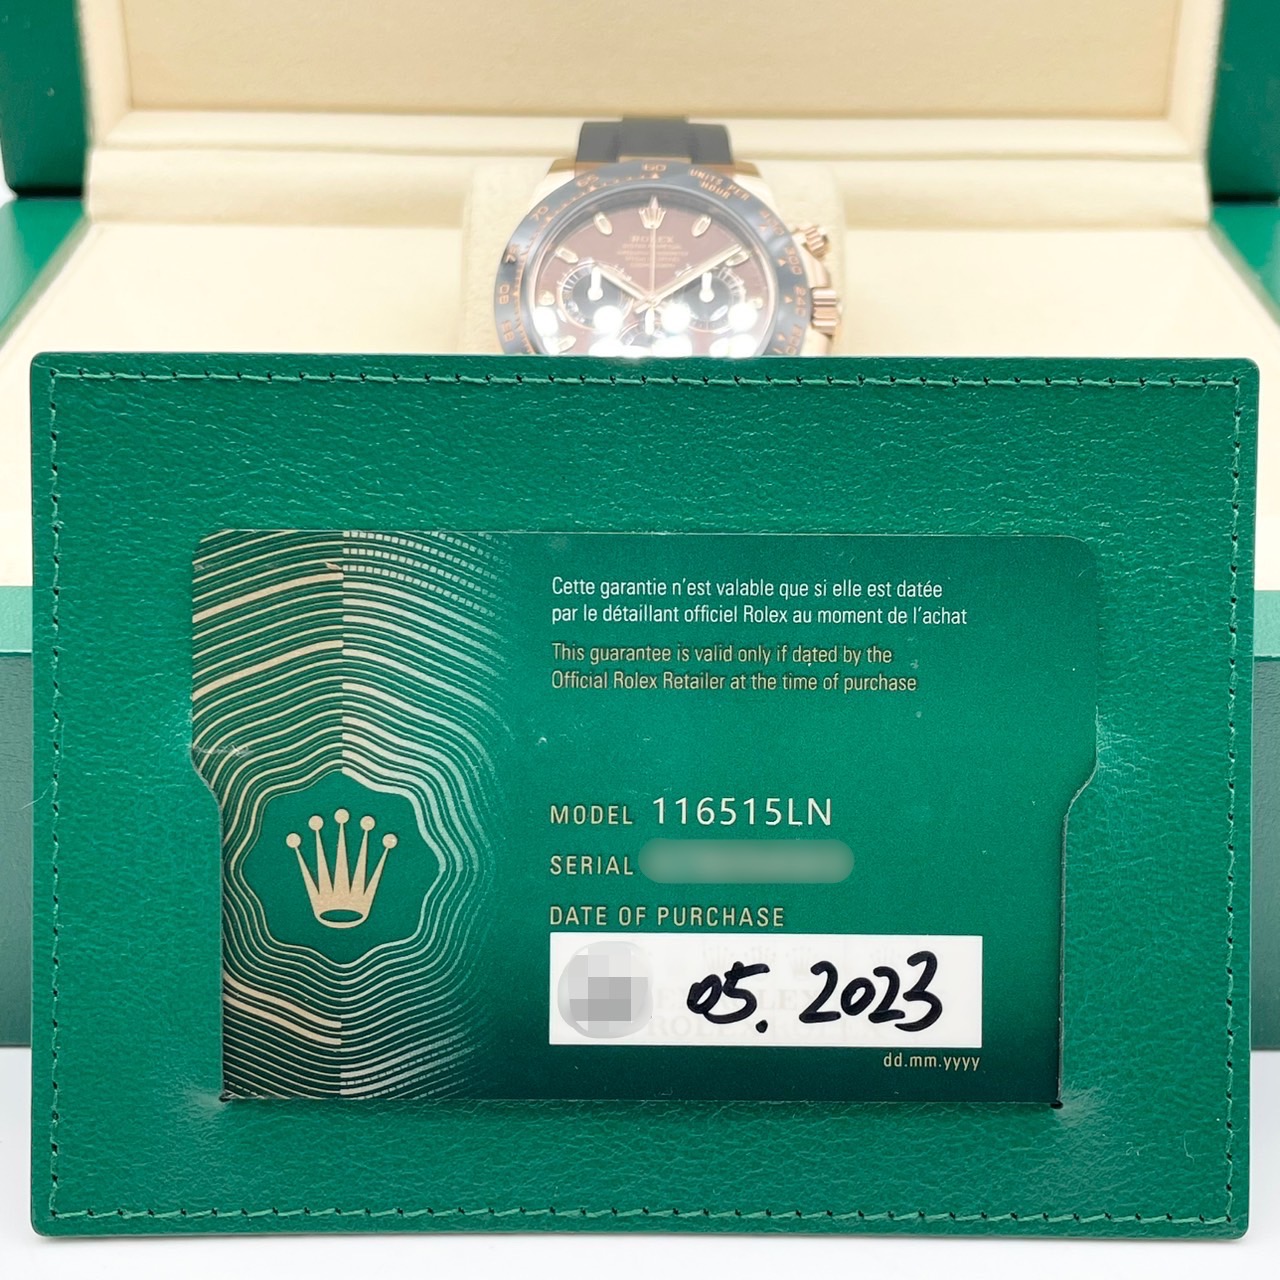 UNITS PER
HOUR
60
70
ROLEX
Cette garantie n'est valable que si elle est datée
par le détaillant officiel Rolex au moment de l'achat
This guarantee is valid only if dated by the
Official Rolex Retailer at the time of purchase
MODEL 116515LN
SERIAL
DATE OF PURCHASE
05. 2023
dd.mm.yyyy